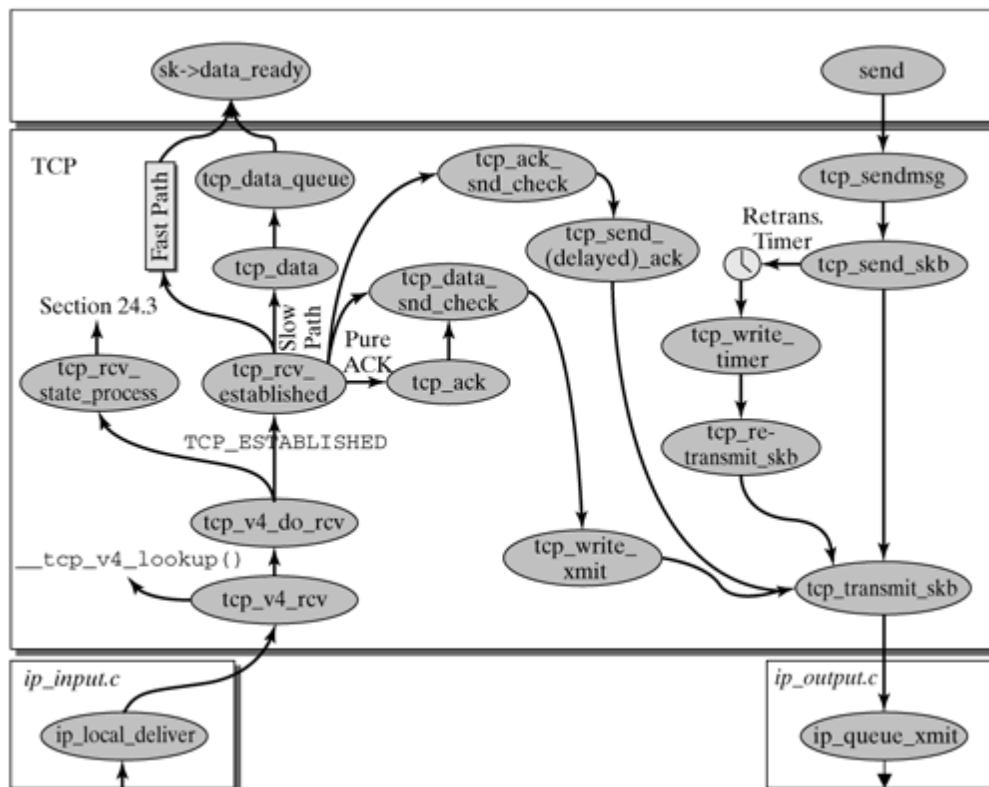 sk->data_ready
send
TCP
Fast Path
tcp_data_queue
tcp_ack_
snd_check
tcp_sendmsg
Retrans.
Timer
tcp_send_
(delayed)_ack
tcp_send_skb
tcp_data
tcp_data_
snd_check
Section 24.3
Slow
Path
Pure
ACK
tcp_write_
timer
tcp_rcv_
state_process
tcp_rcv_
established
tcp_ack
TCP_ESTABLISHED
tcp_re-
transmit_skb
tcp_v4_do_rcv
__tcp_v4_lookup()
tcp_write_
xmit
tcp_v4_rcv
tcp_transmit_skb
ip_input.c
ip_output.c
ip_local_deliver
ip_queue_xmit